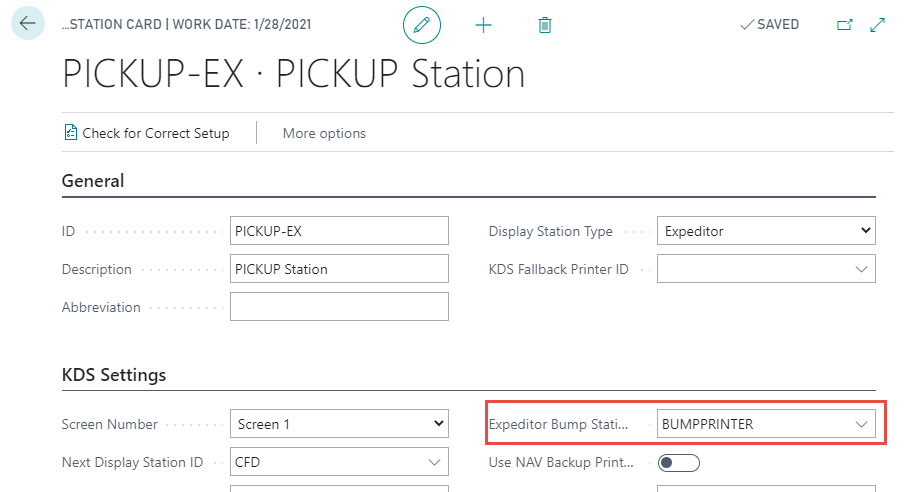 ...STATION CARD | WORK DATE: 1/28/2021
SAVED
PICKUP-EX · PICKUP Station
Check for Correct Setup
More options
General
ID
PICKUP-EX
Display Station Type
Expeditor
Description
PICKUP Station
KDS Fallback Printer ID
Abbreviation
KDS Settings
Screen Number
Screen 1
Expeditor Bump Stati...
BUMPPRINTER
Next Display Station ID
CFD
Use NAV Backup Print...